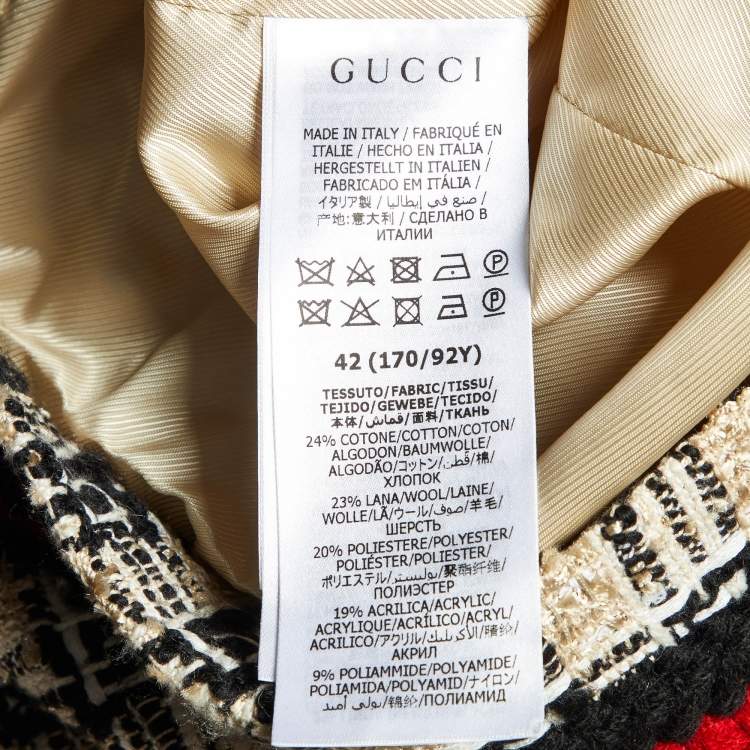 GUCCI
MADE IN ITALY / FABRIQUÉ EN
ITALIE / HECHO EN ITALIA /
HERGESTELLT IN ITALIEN /
FABRICADO EM ITÁLIA /
イタリア製 / صنع في إيطاليا /
产地:意大利 / СДЕЛАНО В
ИТАЛИИ
P
P
42 (170/92Y)
TESSUTO/FABRIC/TISSU/
TEJIDO/GEWEBE/TECIDO/
本体/قماش/面料/ТКАНЬ
24% COTONE/COTTON/COTON/
ALGODON/BAUMWOLLE/
ALGODÃO/コットン/قطن/棉/
ХЛОПОК
23% LANA/WOOL/LAINE/
WOLLE/LÃ/ウール/صوف/羊毛/
ШЕРСТЬ
20% POLIESTERE/POLYESTER/
POLIÉSTER/POLIESTER/
ポリエステル/بوليستر/聚酯纤维/
ПОЛИЭСТЕР
19% ACRILICA/ACRYLIC/
ACRYLIQUE/ACRÍLICO/ACRYL/
ACRILICO/アクリル/الأكريليك/腈纶/
АКРИЛ
9% POLIAMMIDE/POLYAMIDE/
POLIAMIDA/POLYAMID/ナイロン/
بولي أميد/锦纶/ПОЛИАМИД